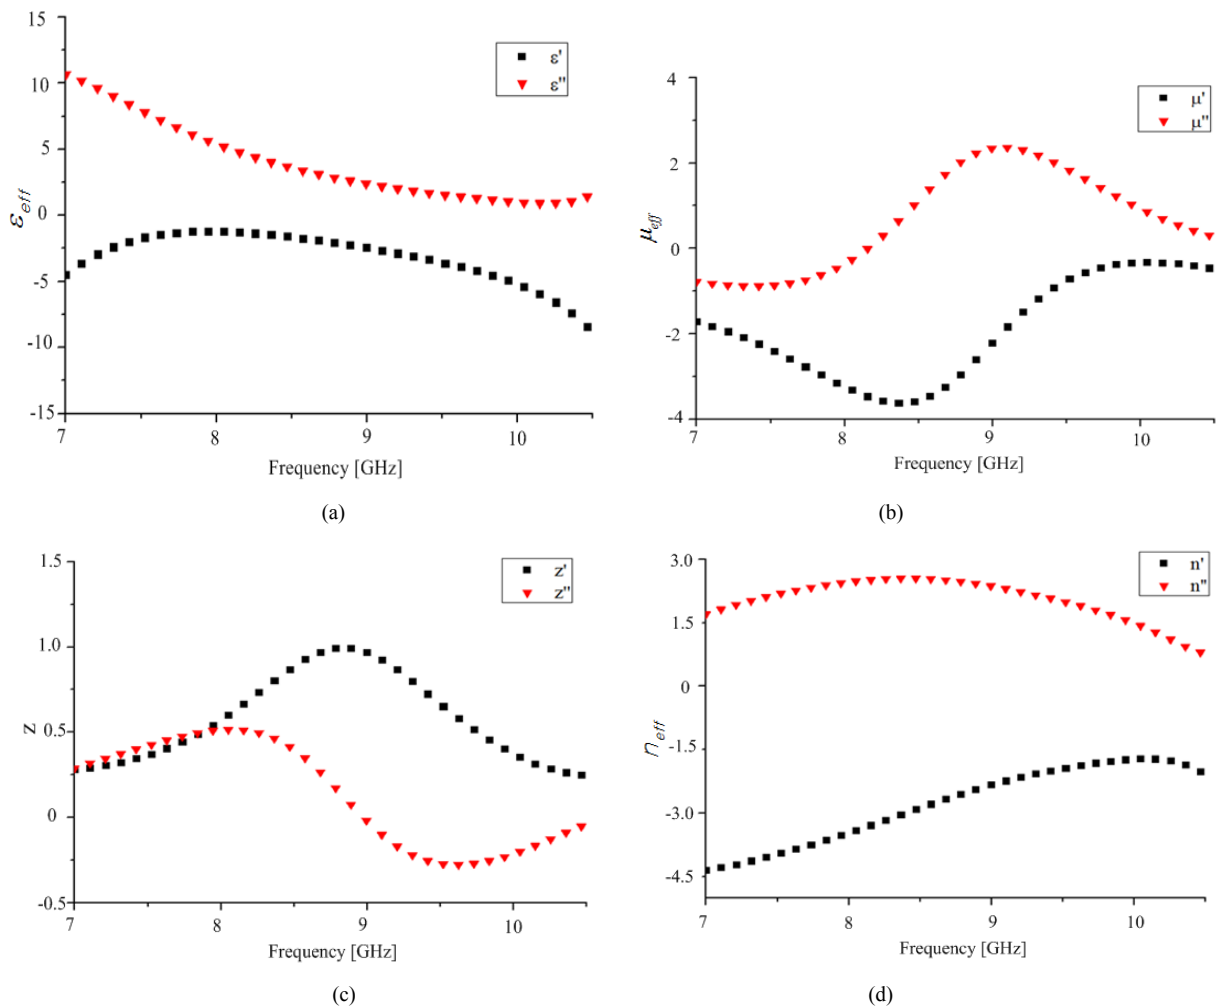 15
10
5
0
-5
-10
-15
ε_eff
ε'
ε"
7 8 9 10
Frequency [GHz]
(a)
4
2
0
-2
-4
μ_eff
μ'
μ"
7 8 9 10
Frequency [GHz]
(b)
1.5
1.0
0.5
0
-0.5
z
z'
z"
7 8 9 10
Frequency [GHz]
(c)
3.0
1.5
0
-1.5
-3.0
-4.5
n_eff
n'
n"
7 8 9 10
Frequency [GHz]
(d)